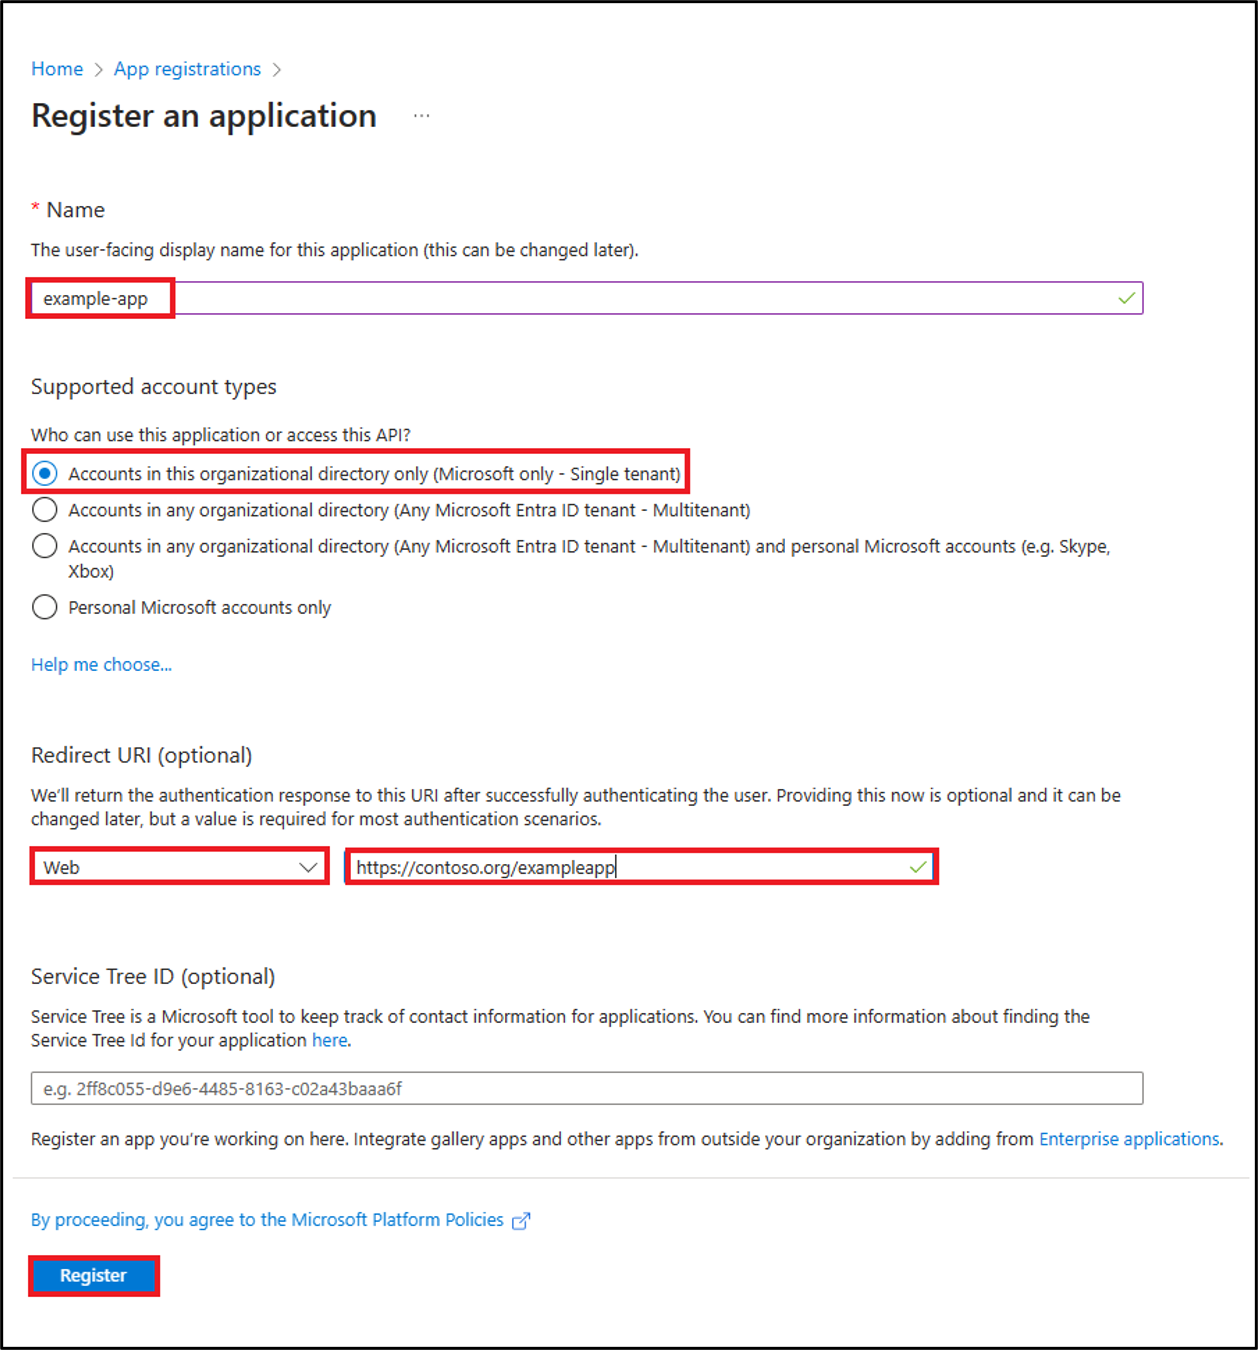 Home > App registrations >
Register an application ...
* Name
The user-facing display name for this application (this can be changed later).
example-app
Supported account types
Who can use this application or access this API?
Accounts in this organizational directory only (Microsoft only - Single tenant)
Accounts in any organizational directory (Any Microsoft Entra ID tenant - Multitenant)
Accounts in any organizational directory (Any Microsoft Entra ID tenant - Multitenant) and personal Microsoft accounts (e.g. Skype,
Xbox)
Personal Microsoft accounts only
Help me choose...
Redirect URI (optional)
We'll return the authentication response to this URI after successfully authenticating the user. Providing this now is optional and it can be
changed later, but a value is required for most authentication scenarios.
Web https://contoso.org/exampleapp
Service Tree ID (optional)
Service Tree is a Microsoft tool to keep track of contact information for applications. You can find more information about finding the
Service Tree Id for your application here.
e.g. 2ff8c055-d9e6-4485-8163-c02a43baaa6f
Register an app you're working on here. Integrate gallery apps and other apps from outside your organization by adding from Enterprise applications.
By proceeding, you agree to the Microsoft Platform Policies
Register